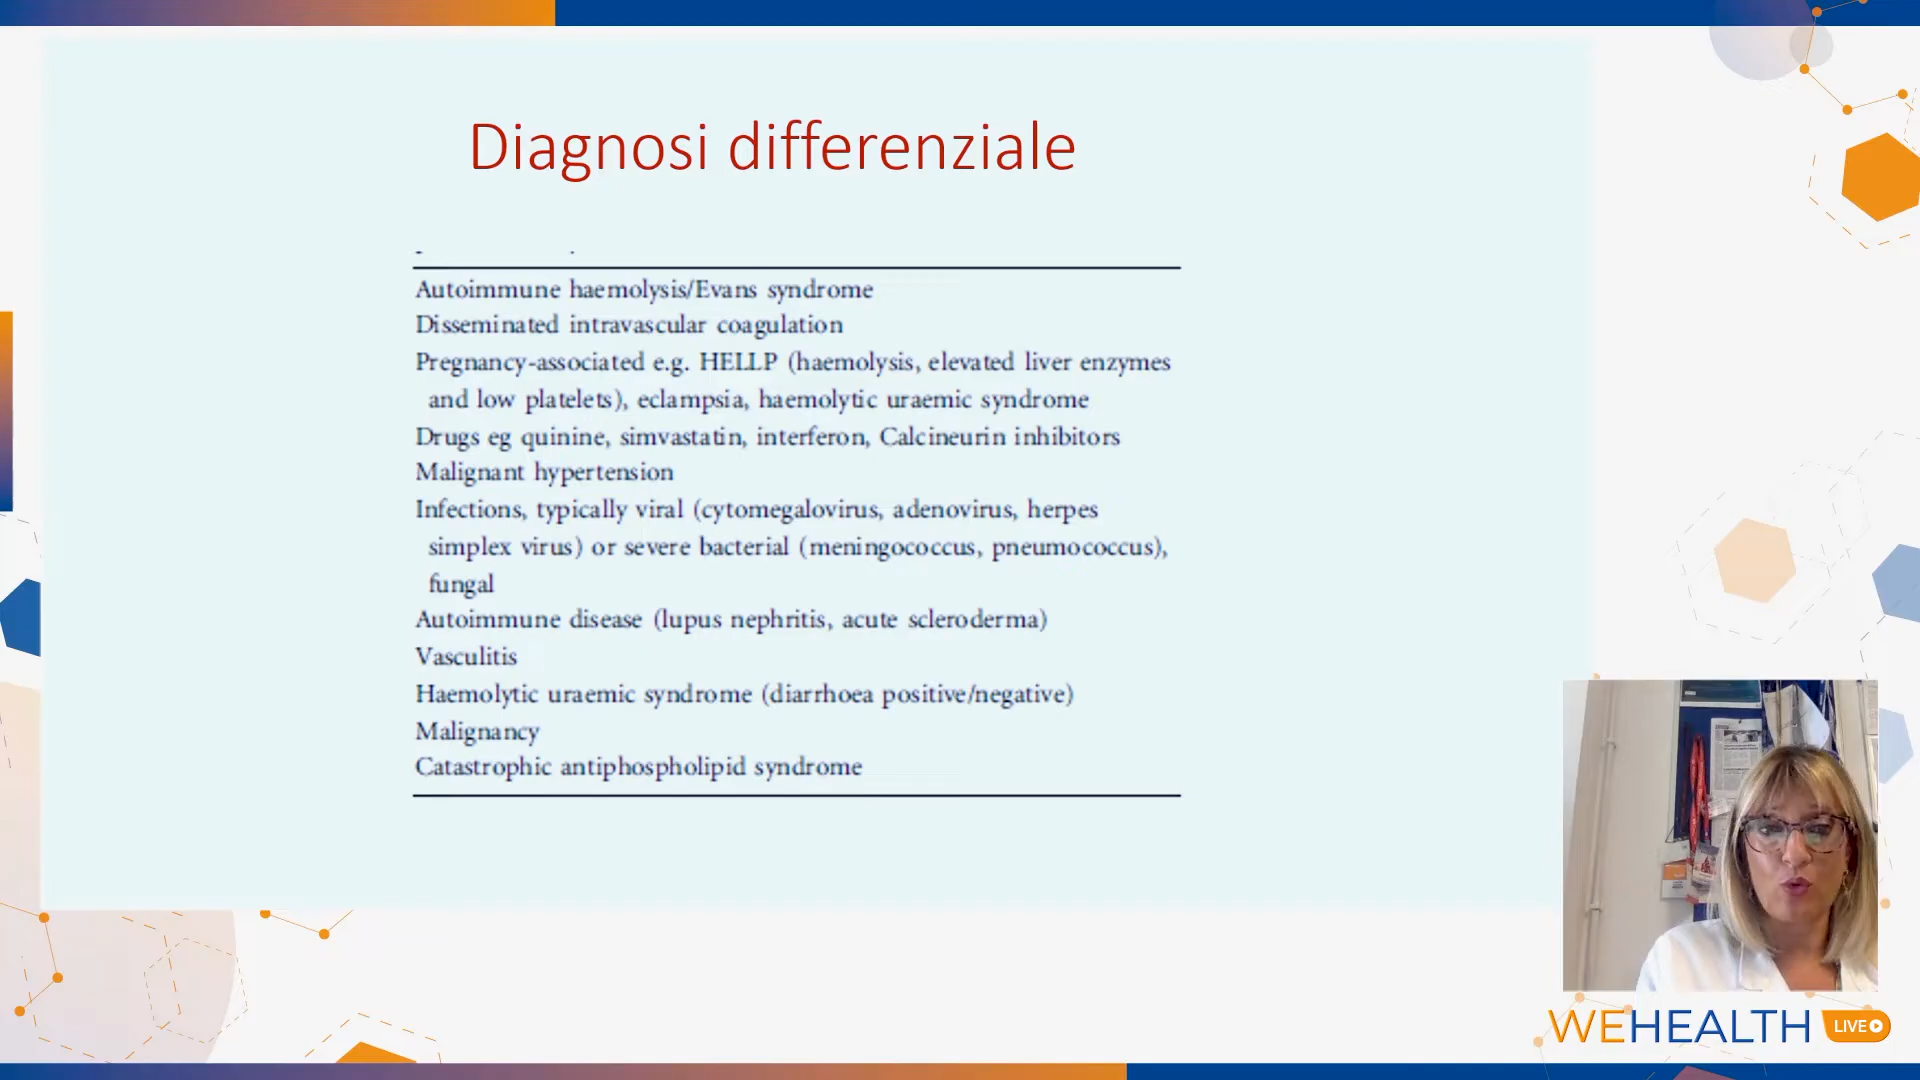 Diagnosi differenziale
Autoimmune haemolysis/Evans syndrome
Disseminated intravascular coagulation
Pregnancy-associated e.g. HELLP (haemolysis, elevated liver enzymes
and low platelets), eclampsia, haemolytic uraemic syndrome
Drugs eg quinine, simvastatin, interferon, Calcineurin inhibitors
Malignant hypertension
Infections, typically viral (cytomegalovirus, adenovirus, herpes
simplex virus) or severe bacterial (meningococcus, pneumococcus),
fungal
Autoimmune disease (lupus nephritis, acute scleroderma)
Vasculitis
Haemolytic uraemic syndrome (diarrhoea positive/negative)
Malignancy
Catastrophic antiphospholipid syndrome
WEHEALTH LIVE